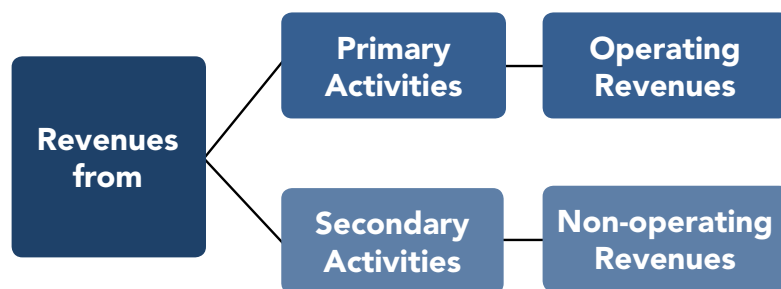 Revenues
from
Primary
Activities
Operating
Revenues
Secondary
Activities
Non-operating
Revenues